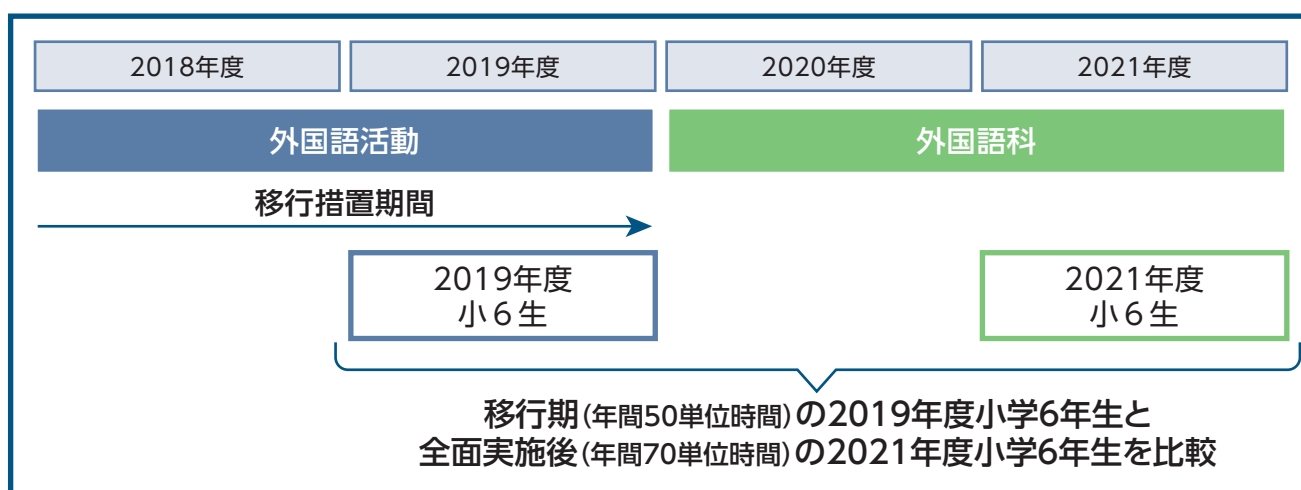 2018年度
2019年度
2020年度
2021年度
外国語活動
外国語科
移行措置期間
2019年度
小6生
2021年度
小6生
移行期(年間50単位時間)の2019年度小学6年生と
全面実施後(年間70単位時間)の2021年度小学6年生を比較